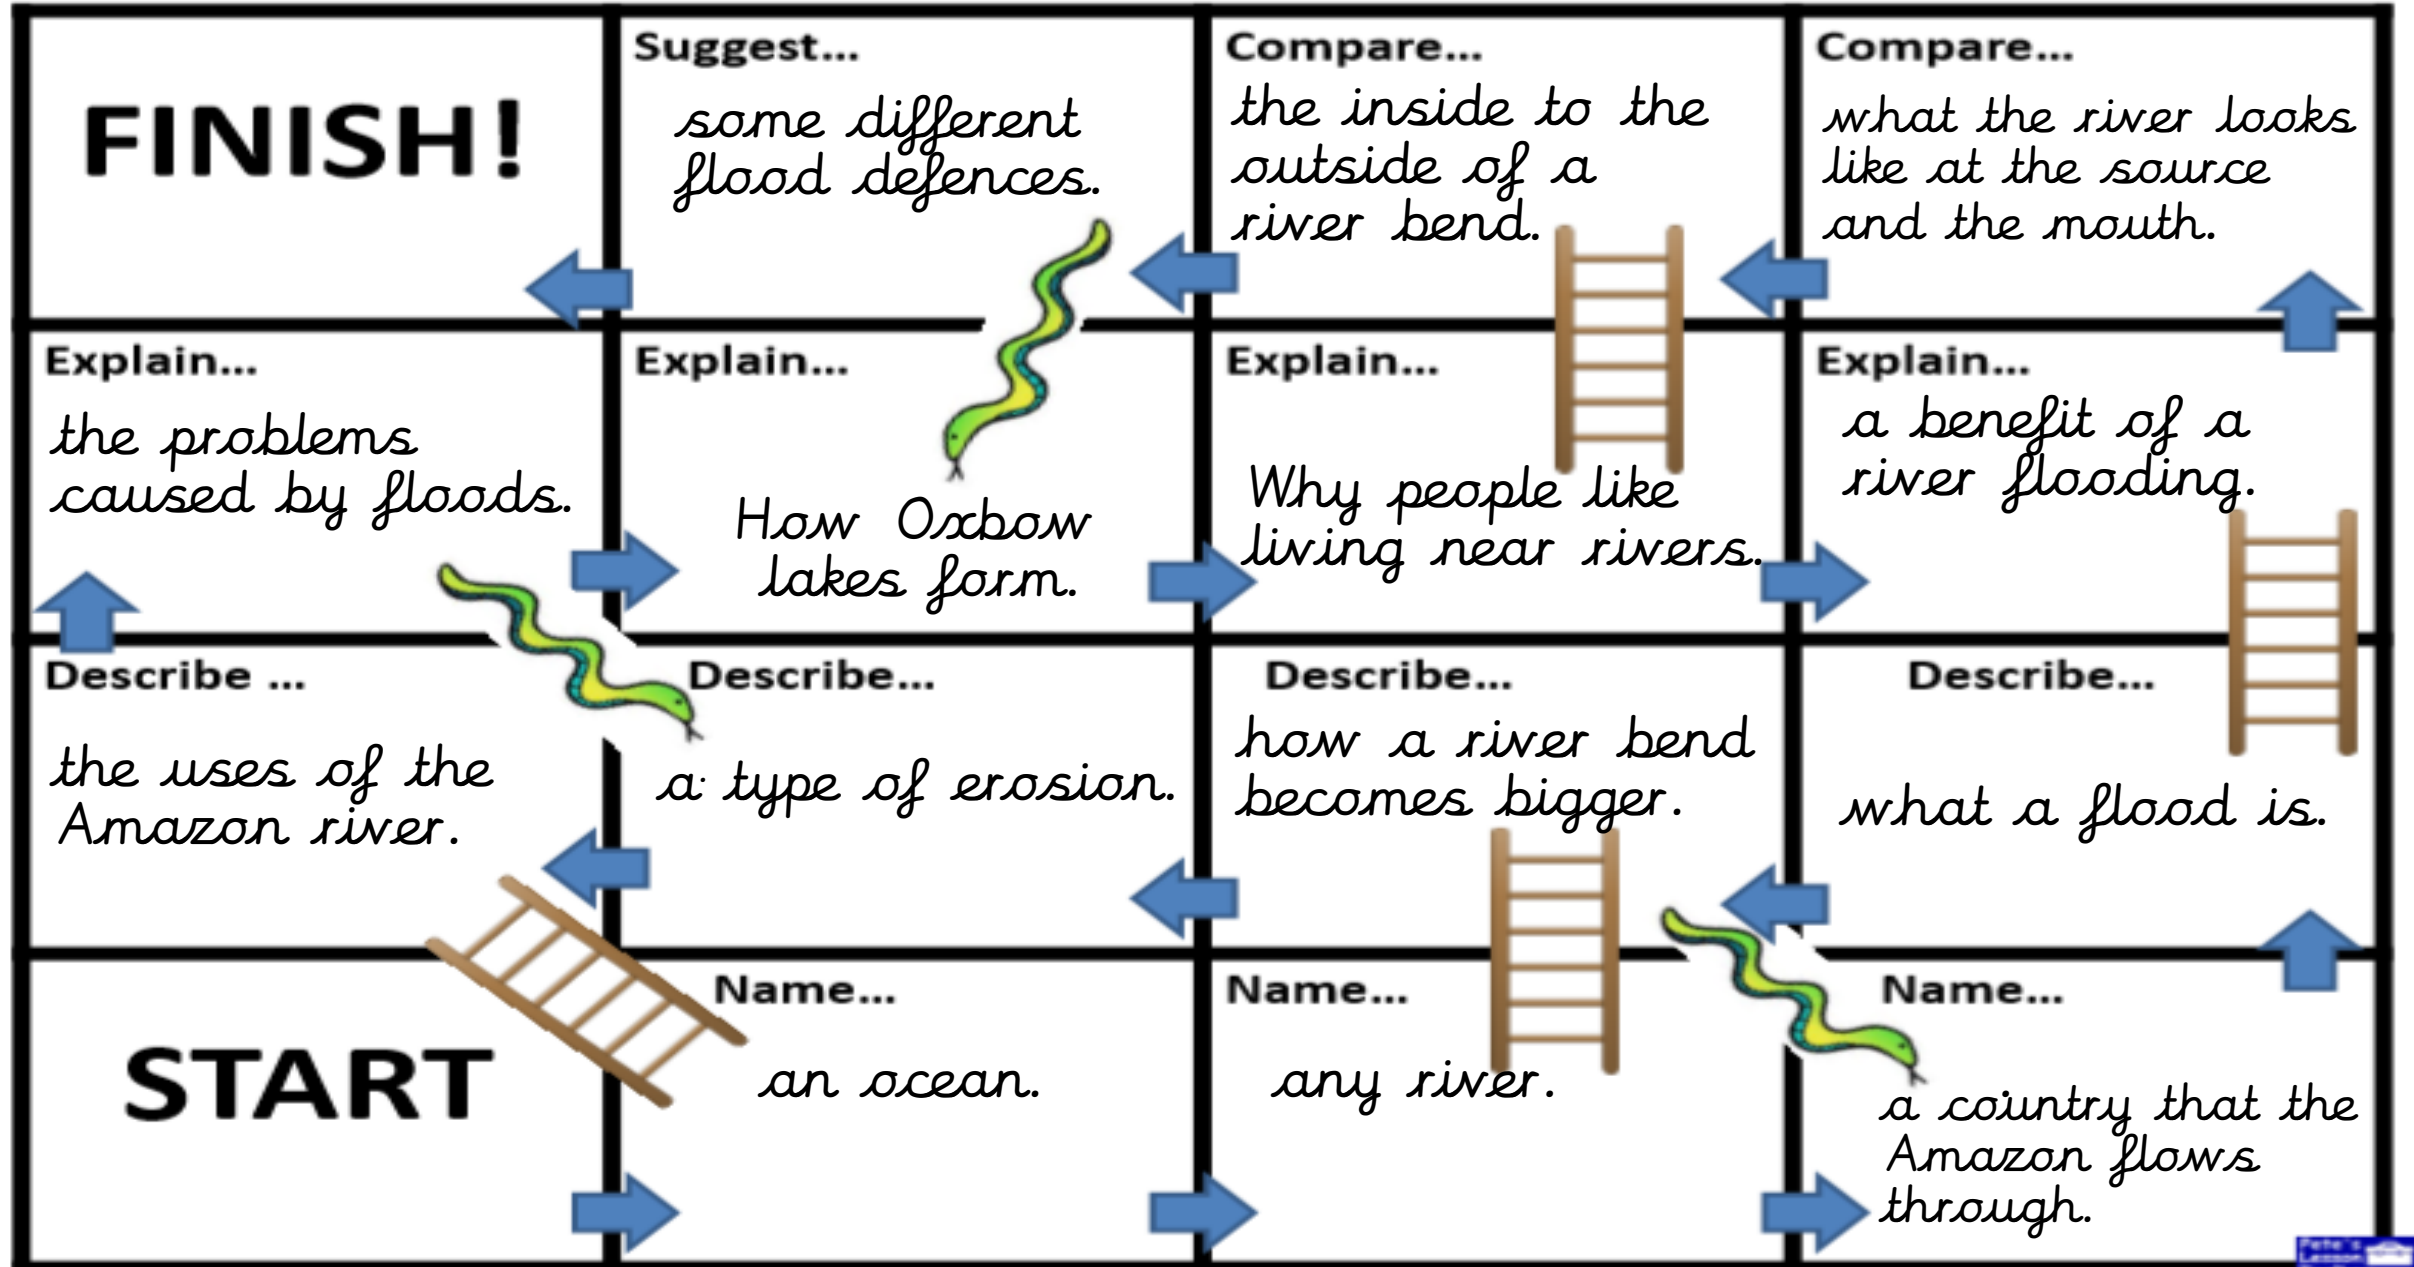 FINISH!
Suggest...
some different
flood defences.
Compare...
the inside to the
outside of a
river bend.
Compare...
what the river looks
like at the source
and the mouth.
Explain...
the problems
caused by floods.
Explain...
How Oxbow
lakes form.
Explain...
Why people like
living near rivers.
Explain...
a benefit of a
river flooding.
Describe ...
the uses of the
Amazon river.
Describe...
a type of erosion.
Describe...
how a river bend
becomes bigger.
Describe...
what a flood is.
START
Name...
an ocean.
Name...
any river.
Name...
a country that the
Amazon flows
through.
Pete's
Lesson